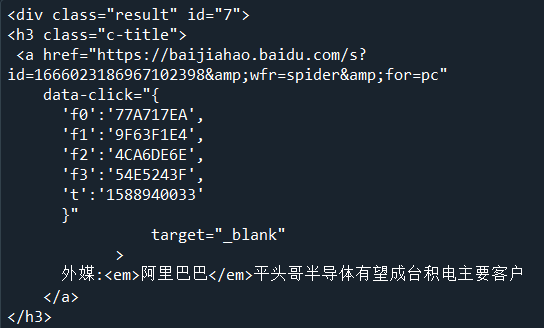 <div class="result" id="7">
<h3 class="c-title">
<a href="https://baijiahao.baidu.com/s?
id=1666023186967102398&amp;wfr=spider&amp;for=pc"
data-click="{
'f0':'77A717EA',
'f1':'9F63F1E4',
'f2':'4CA6DE6E',
'f3':'54E5243F',
't':'1588940033'
}"
target="_blank"
>
外媒:<em>阿里巴巴</em>平头哥半导体有望成台积电主要客户
</a>
</h3>